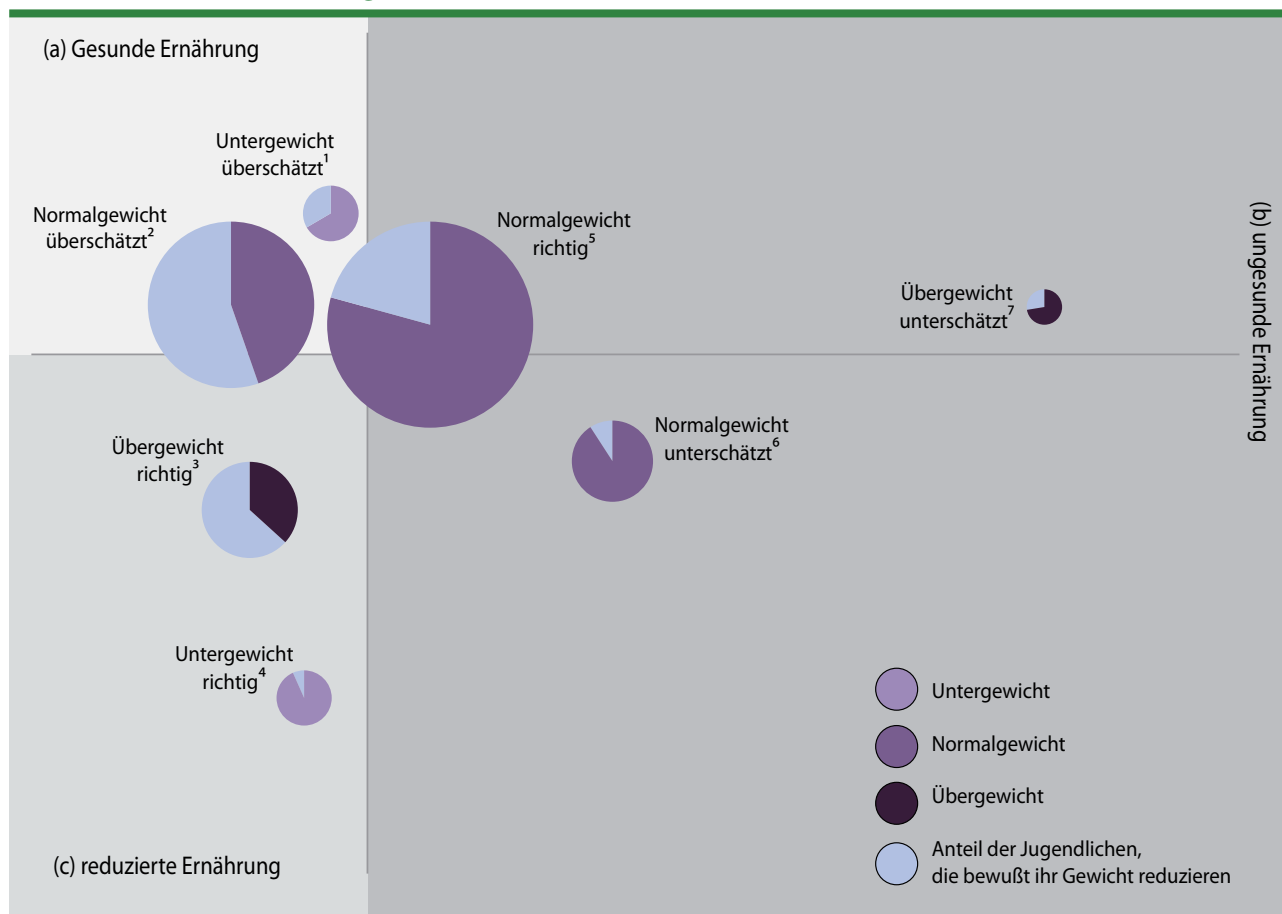 (a) Gesunde Ernährung
Untergewicht
überschätzt¹
Normalgewicht
überschätzt²
Normalgewicht
richtig⁵
Übergewicht
unterschätzt⁷
(b) ungesunde Ernährung
Normalgewicht
unterschätzt⁶
Übergewicht
richtig³
Untergewicht
richtig⁴
(c) reduzierte Ernährung
Untergewicht
Normalgewicht
Übergewicht
Anteil der Jugendlichen,
die bewußt ihr Gewicht reduzieren